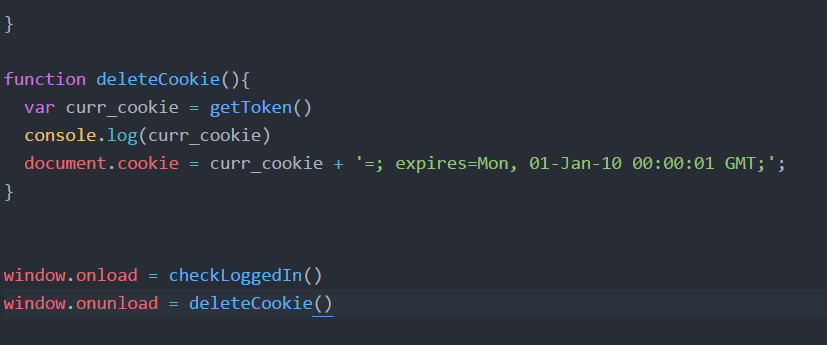 }
function deleteCookie(){
  var curr_cookie = getToken()
  console.log(curr_cookie)
  document.cookie = curr_cookie + '=; expires=Mon, 01-Jan-10 00:00:01 GMT;';
}
window.onload = checkLoggedIn()
window.onunload = deleteCookie()